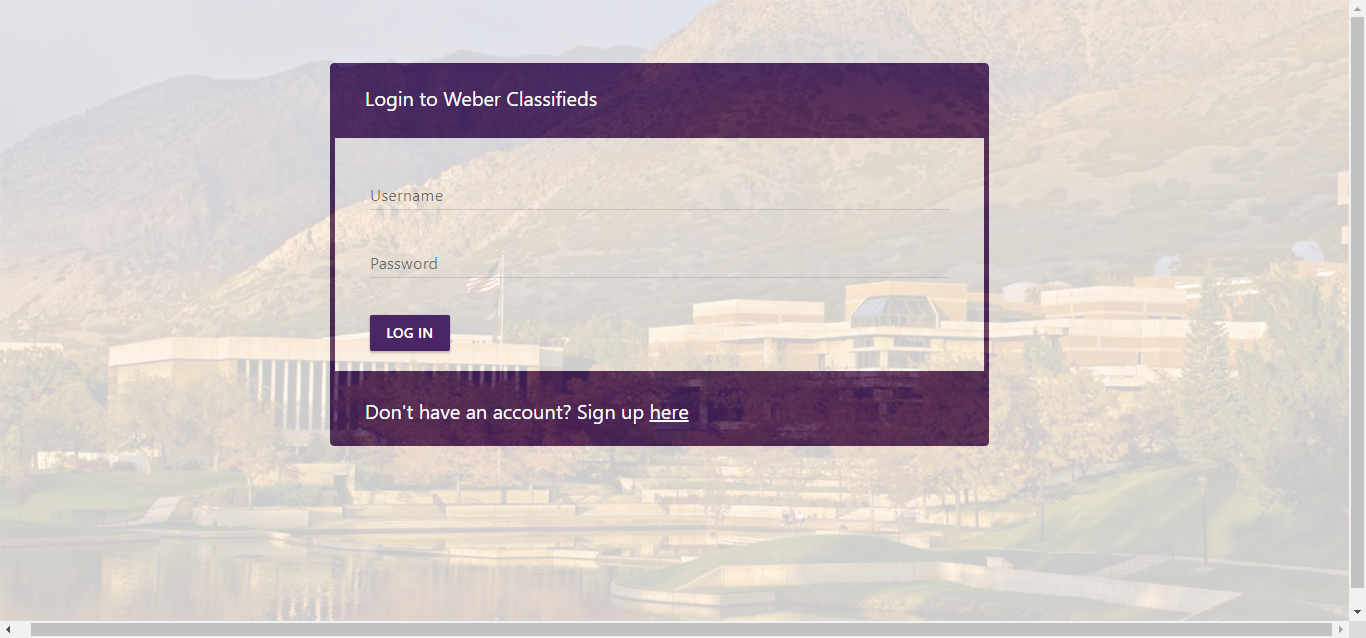 Login to Weber Classifieds
Username
Password
LOG IN
Don't have an account? Sign up here